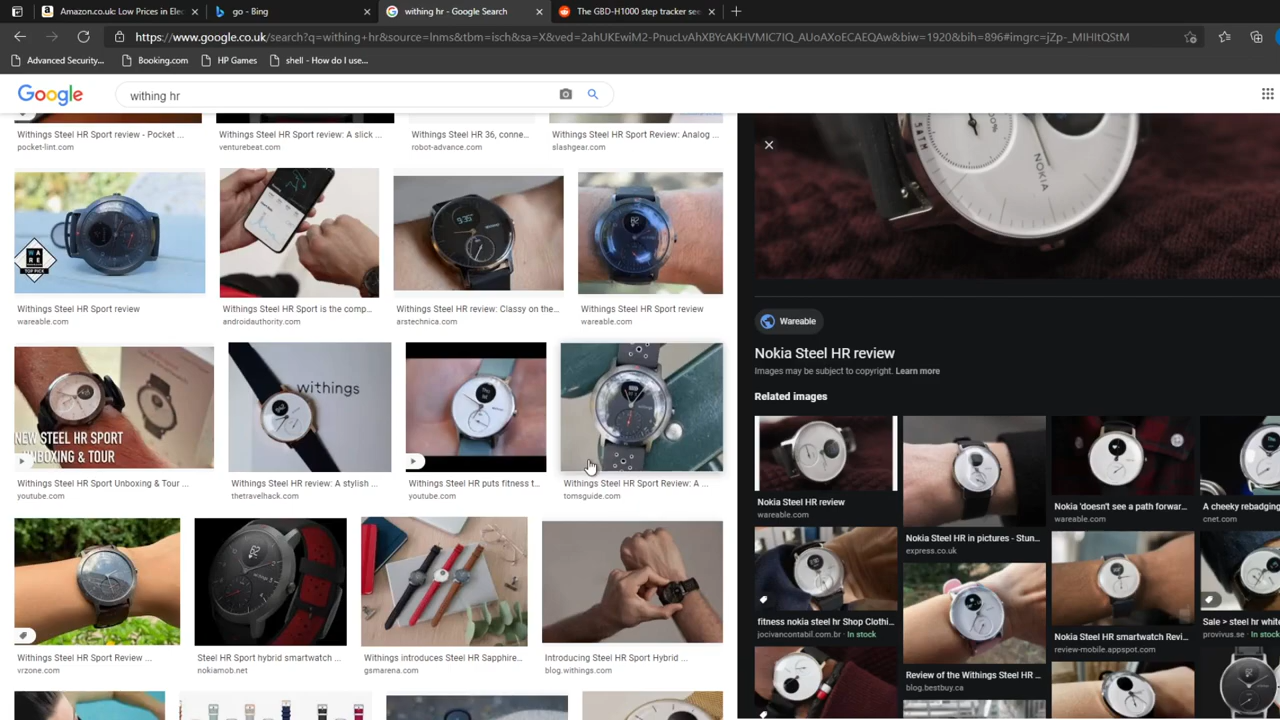 Amazon.co.uk: Low Prices in Elec
go - Bing
withing hr - Google Search
The GBD-H1000 step tracker see
https://www.google.co.uk/search?q=withing+hr&source=lnms&tbm=isch&sa=X&ved=2ahUKEwiM2-PnucLvAhXBYcAKHVMIC7IQ_AUoAXoECAEQAw&biw=1920&bih=896#imgrc=jZp-_MIHItQStM
Advanced Security...
Booking.com
HP Games
shell - How do I use...
Google
withing hr
Withings Steel HR Sport review - Pocket ...
pocket-lint.com
Withings Steel HR Sport review: A slick ...
venturebeat.com
Withings Steel HR 36, conne...
robot-advance.com
Withings Steel HR Sport Review: Analog ...
slashgear.com
WARE
TOP PICK
Withings Steel HR Sport review
wareable.com
Withings Steel HR Sport is the comp...
androidauthority.com
9:35
Withings Steel HR review: Classy on the...
arstechnica.com
Withings Steel HR Sport review
wareable.com
NEW STEEL HR SPORT
UNBOXING & TOUR
Withings Steel HR Sport Unboxing & Tour ...
youtube.com
withings
Withings Steel HR review: A stylish ...
thetravelhack.com
Withings Steel HR puts fitness t...
youtube.com
Withings Steel HR Sport Review: A ...
tomsguide.com
Withings Steel HR Sport Review ...
vrzone.com
Steel HR Sport hybrid smartwatch ...
nokiamob.net
Withings introduces Steel HR Sapphire...
gsmarena.com
Introducing Steel HR Sport Hybrid ...
blog.withings.com
5ATM
100%
NOKIA
Wareable
Nokia Steel HR review
Images may be subject to copyright. Learn more
Related images
Nokia Steel HR review
wareable.com
Nokia Steel HR in pictures - Stun...
express.co.uk
Nokia 'doesn't see a path forwar...
wareable.com
A cheeky rebadging
cnet.com
fitness nokia steel hr Shop Clothi...
jocivancontabil.com.br · In stock
Review of the Withings Steel HR ...
blog.bestbuy.ca
Nokia Steel HR smartwatch Revi...
review-mobile.appspot.com
Sale > steel hr white
provivus.se · In stock